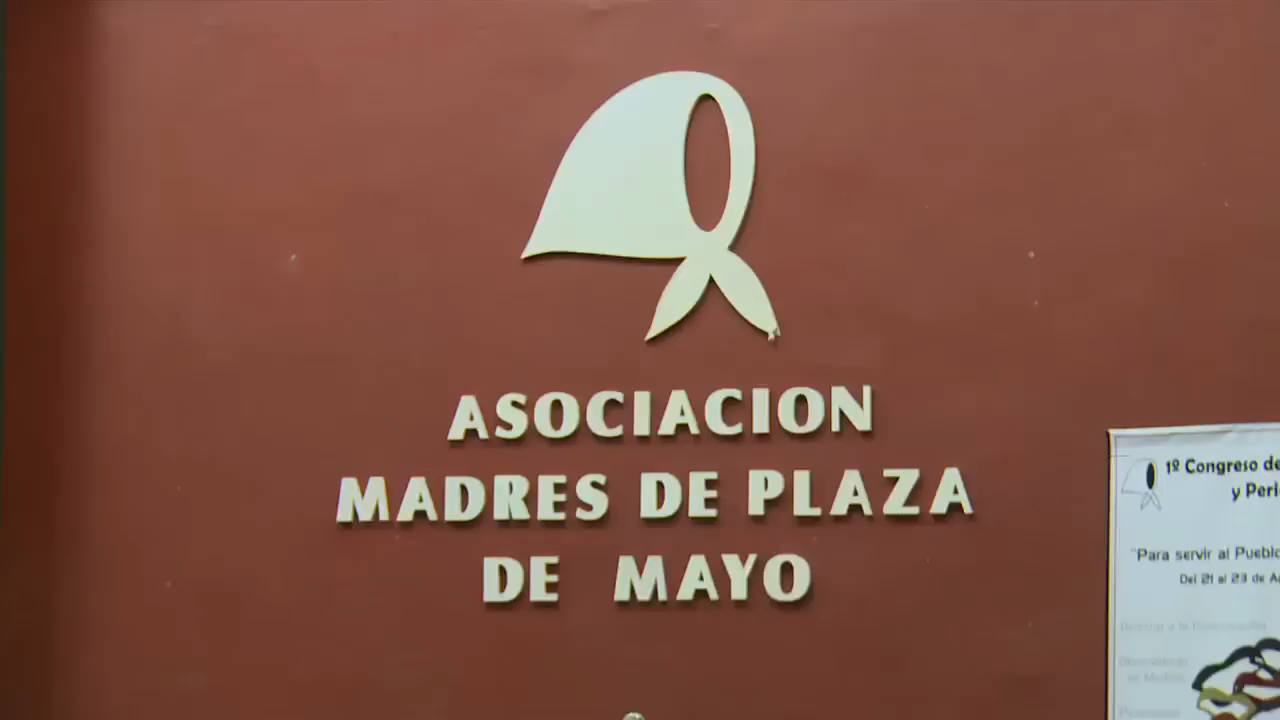 ASOCIACION
MADRES DE PLAZA
DE MAYO
1º Congreso de
y Peri
"Para servir al Pueblo
Del 21 al 23 de A